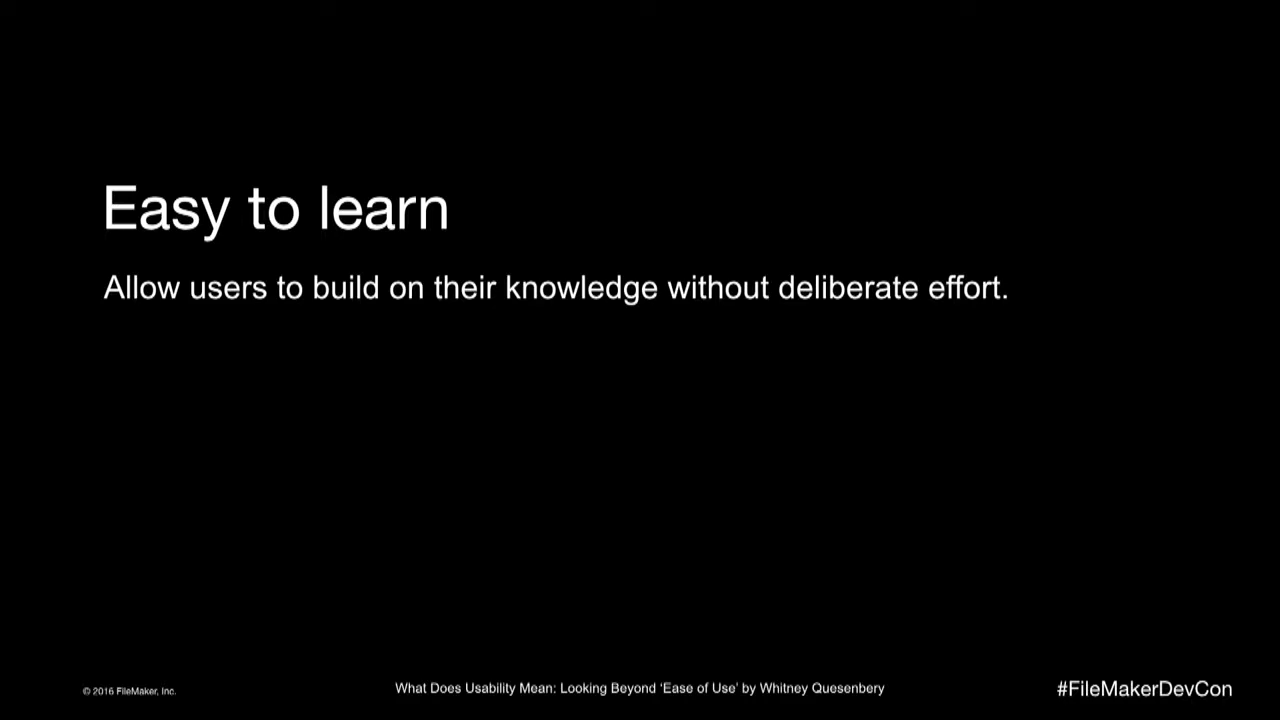 Easy to learn
Allow users to build on their knowledge without deliberate effort.
© 2016 FileMaker, Inc.
What Does Usability Mean: Looking Beyond ‘Ease of Use’ by Whitney Quesenbery
#FileMakerDevCon